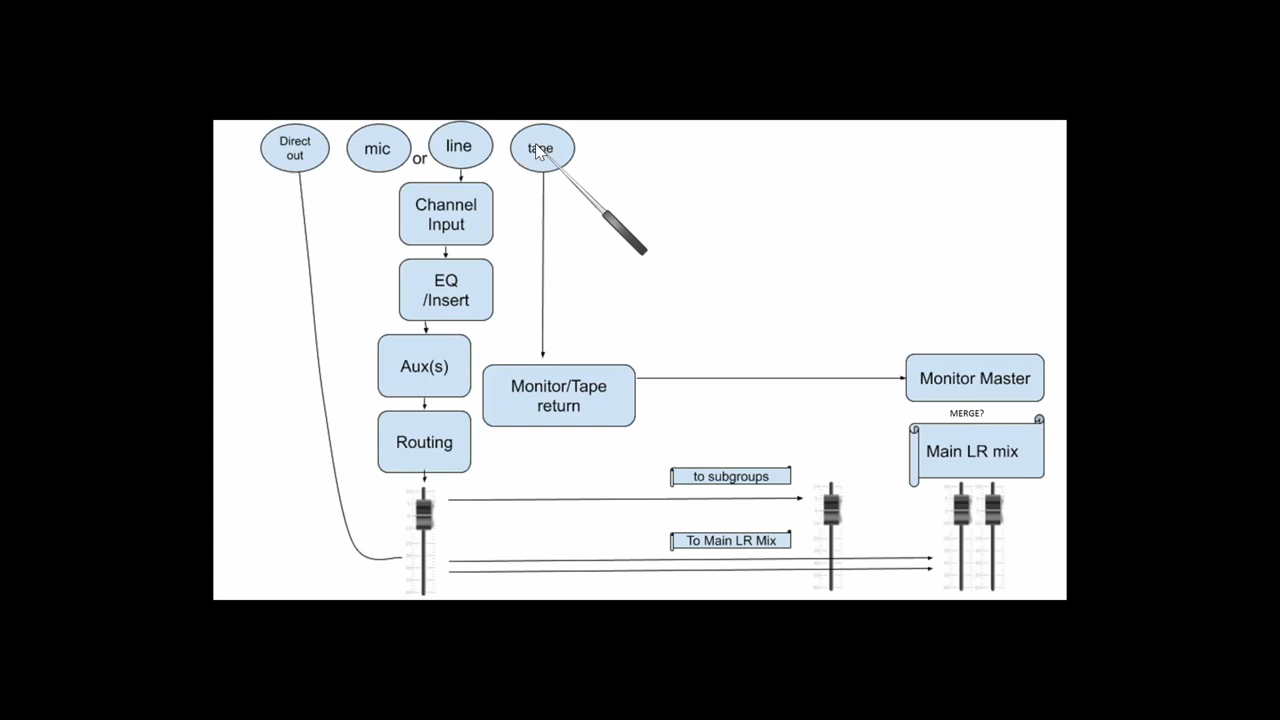 Direct
out
mic
or
line
tape
Channel
Input
EQ
/Insert
Aux(s)
Routing
Monitor/Tape
return
Monitor Master
MERGE?
Main LR mix
to subgroups
To Main LR Mix